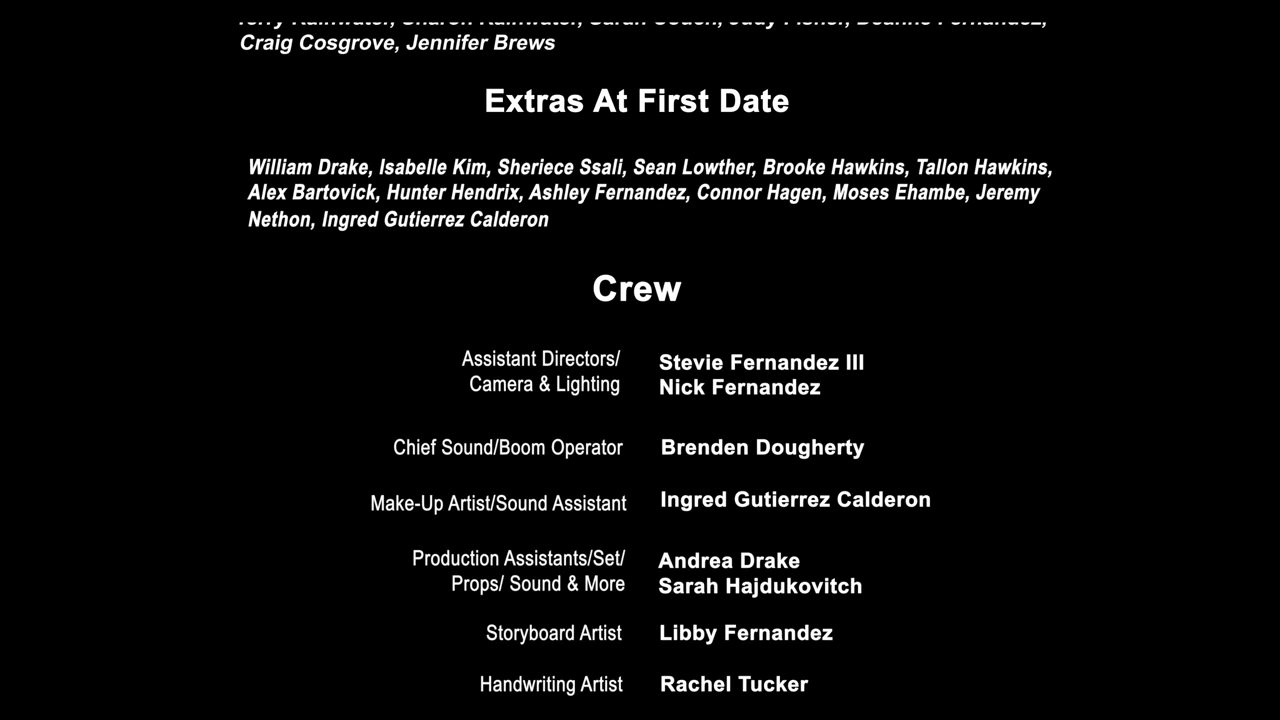 Craig Cosgrove, Jennifer Brews
Extras At First Date
William Drake, Isabelle Kim, Sheriece Ssali, Sean Lowther, Brooke Hawkins, Tallon Hawkins,
Alex Bartovick, Hunter Hendrix, Ashley Fernandez, Connor Hagen, Moses Ehambe, Jeremy
Nethon, Ingred Gutierrez Calderon
Crew
Assistant Directors/ Stevie Fernandez III
Camera & Lighting Nick Fernandez
Chief Sound/Boom Operator Brenden Dougherty
Make-Up Artist/Sound Assistant Ingred Gutierrez Calderon
Production Assistants/Set/ Andrea Drake
Props/ Sound & More Sarah Hajdukovitch
Storyboard Artist Libby Fernandez
Handwriting Artist Rachel Tucker